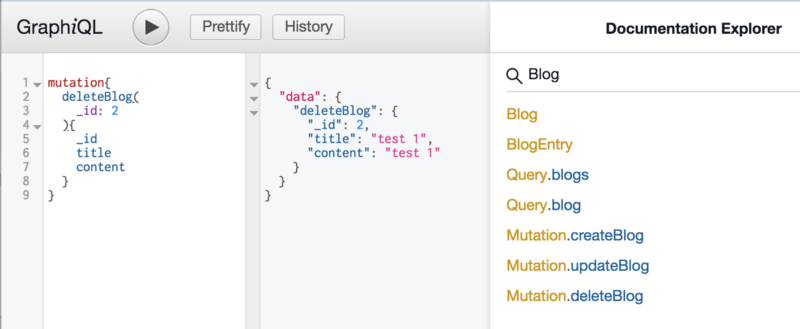 GraphiQL
Prettify
History
Documentation Explorer
1 mutation{
2 deleteBlog(
3 _id: 2
4 ){
5 _id
6 title
7 content
8 }
9 }
{
"data": {
"deleteBlog": {
"_id": 2,
"title": "test 1",
"content": "test 1"
}
}
}
Blog
Blog
BlogEntry
Query.blogs
Query.blog
Mutation.createBlog
Mutation.updateBlog
Mutation.deleteBlog